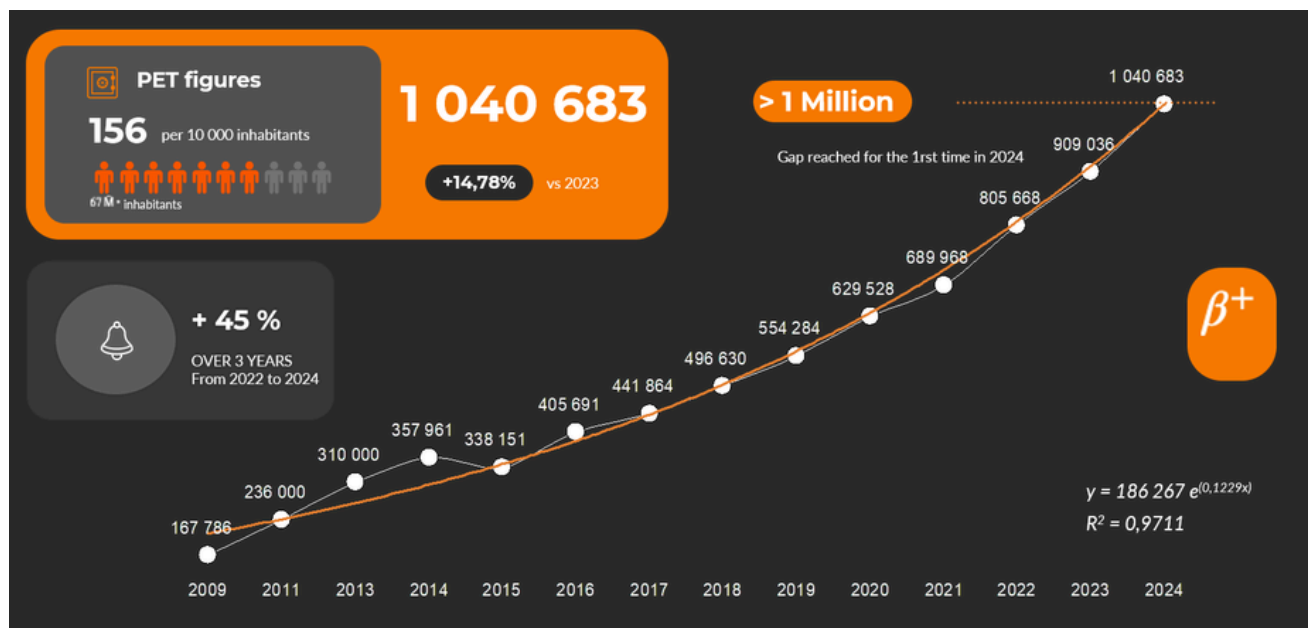 PET figures
156 per 10 000 inhabitants
67 M* inhabitants
1 040 683
+14,78% vs 2023
> 1 Million
Gap reached for the 1rst time in 2024
+ 45 %
OVER 3 YEARS
From 2022 to 2024
167 786
236 000
310 000
357 961
338 151
405 691
441 864
496 630
554 284
629 528
689 968
805 668
909 036
1 040 683
β+
y = 186 267 e(0,1229x)
R² = 0,9711
2009 2011 2013 2014 2015 2016 2017 2018 2019 2020 2021 2022 2023 2024